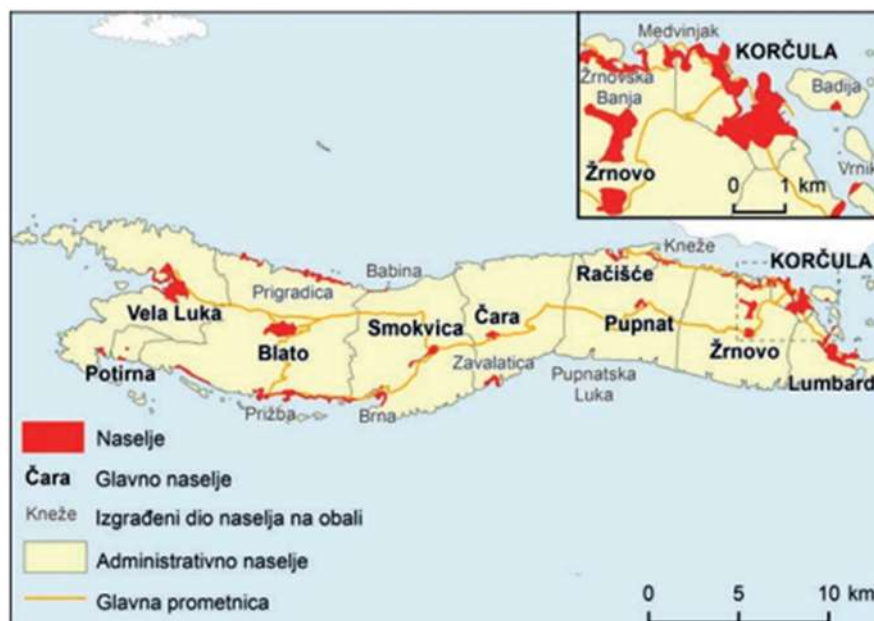 Medvinjak
KORČULA
Žrnovska
Banja
Badija
Žrnovo
Vrnik
0 1
km
Kneže
KORČULA
Babina
Račišće
Prigradica
Vela Luka
Čara
Smokvica
Pupnat
Blato
Žrnovo
Potirna
Zavalatica
Pupnatska
Luka
Lumbard
Prižba
Brna
Naselje
Čara Glavno naselje
Kneže Izgrađeni dio naselja na obali
Administrativno naselje
Glavna prometnica
0 5 10 km